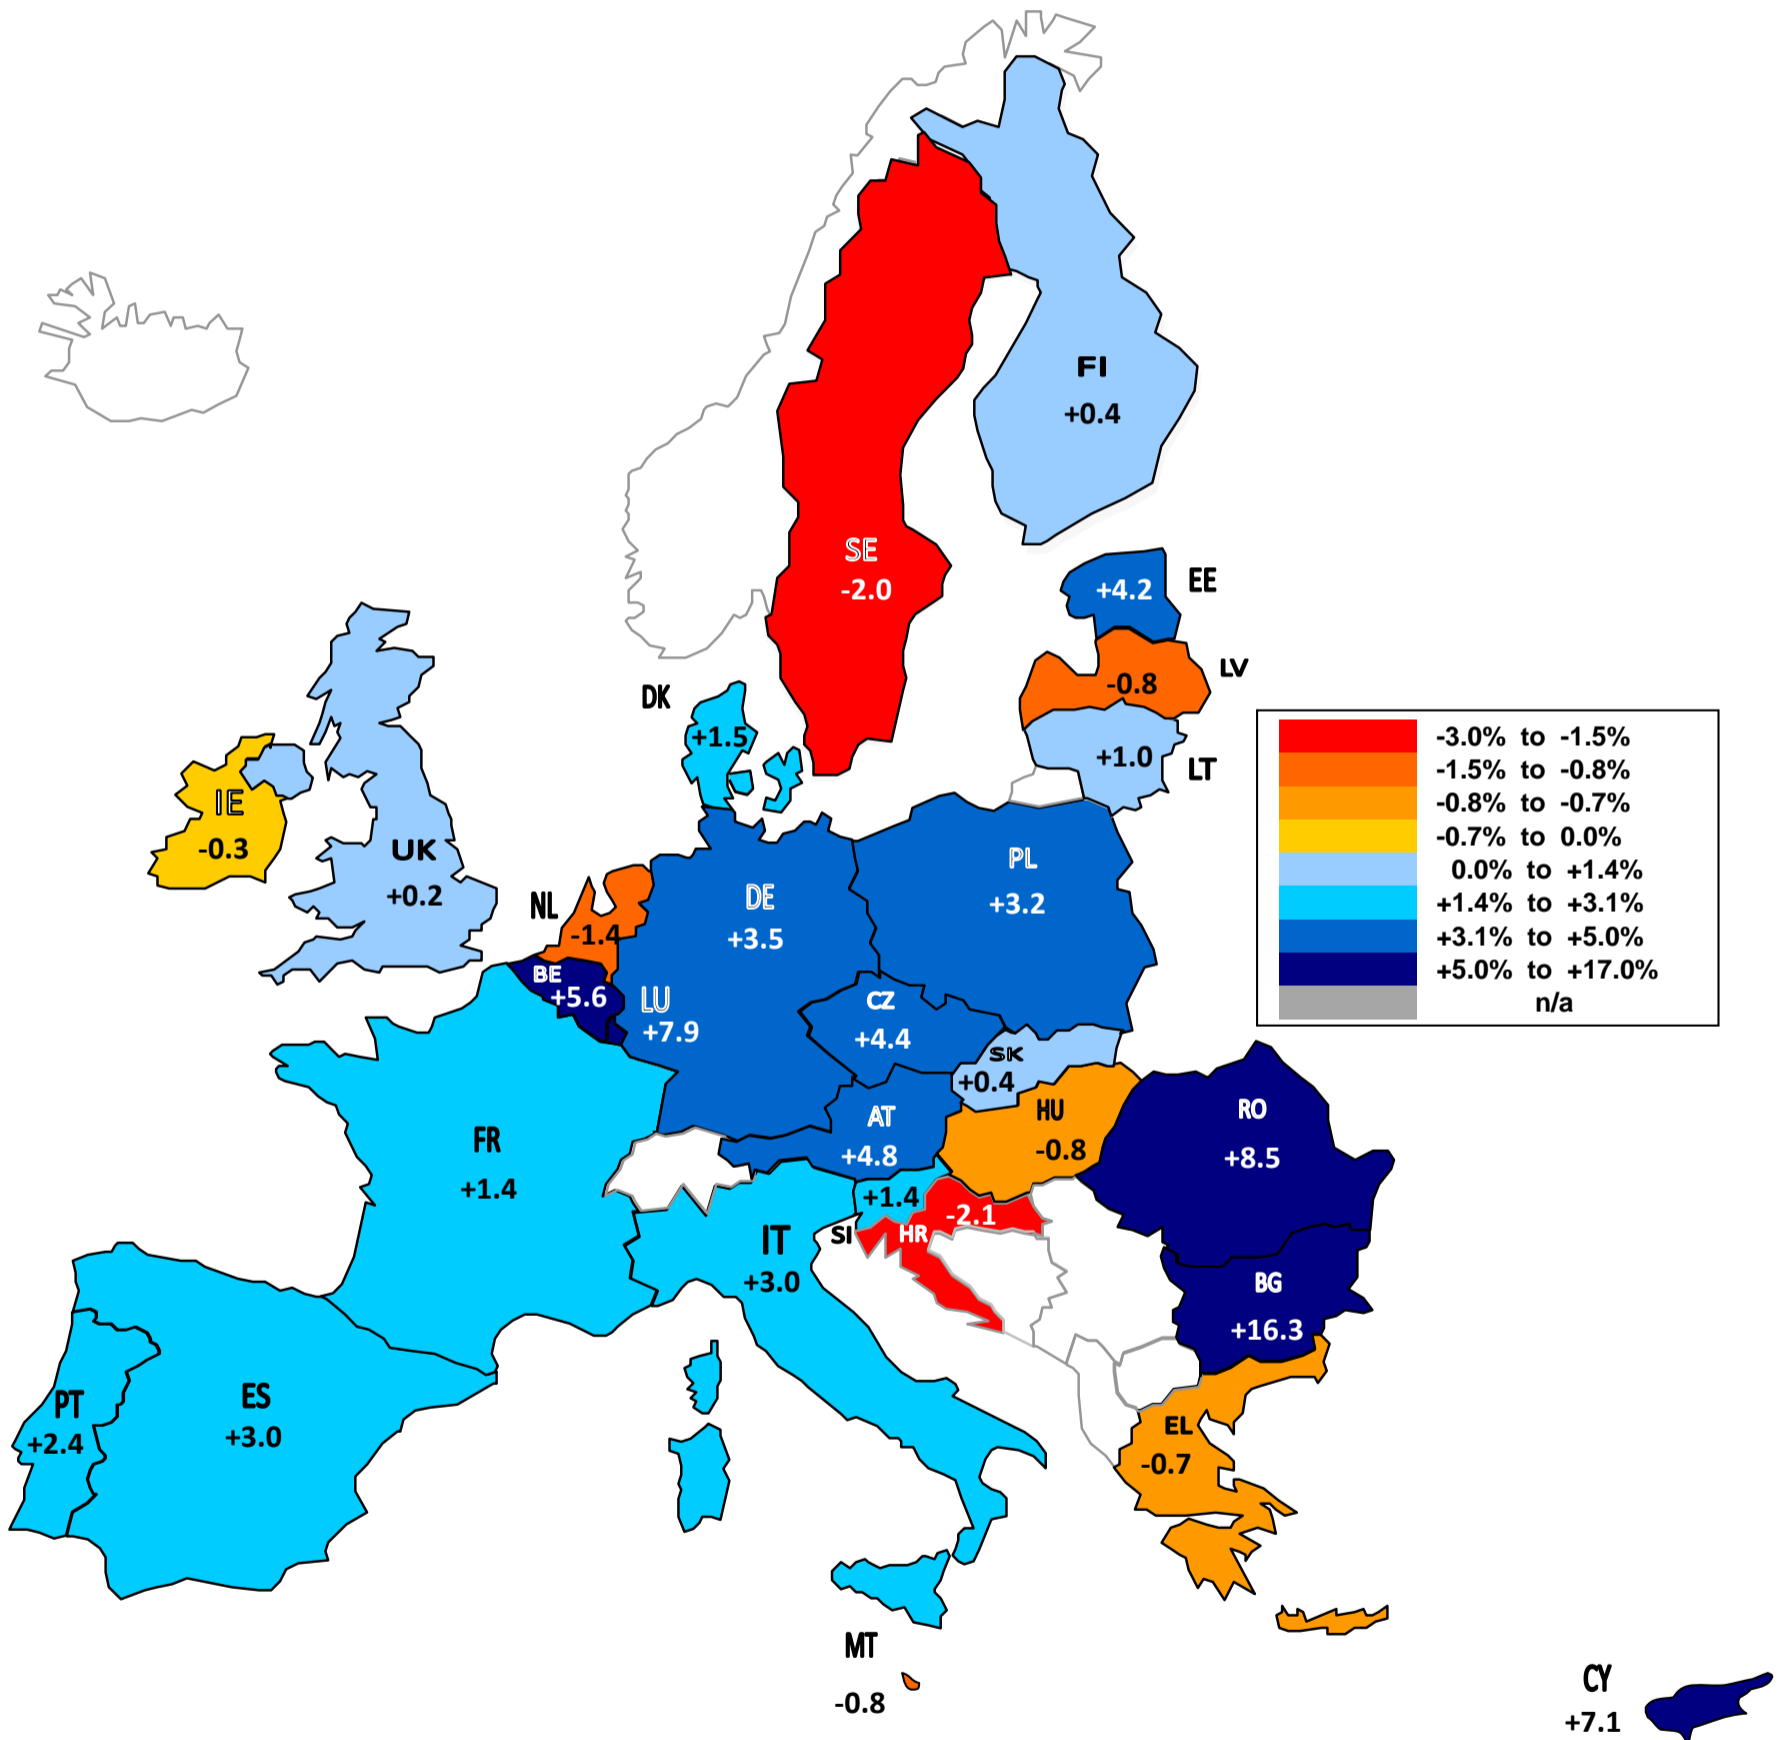 FI
+0.4
SE
-2.0
+4.2 EE
LV
-0.8
DK
+1.5
+1.0
LT
IE
-0.3
UK
+0.2
PL
+3.2
DE
+3.5
NL
-1.4
BE
+5.6
LU
+7.9
CZ
+4.4
SK
+0.4
AT
+4.8
HU
-0.8
RO
+8.5
FR
+1.4
+1.4
SI
HR
-2.1
IT
+3.0
BG
+16.3
PT
+2.4
ES
+3.0
EL
-0.7
MT
-0.8
CY
+7.1
-3.0% to -1.5%
-1.5% to -0.8%
-0.8% to -0.7%
-0.7% to 0.0%
0.0% to +1.4%
+1.4% to +3.1%
+3.1% to +5.0%
+5.0% to +17.0%
n/a